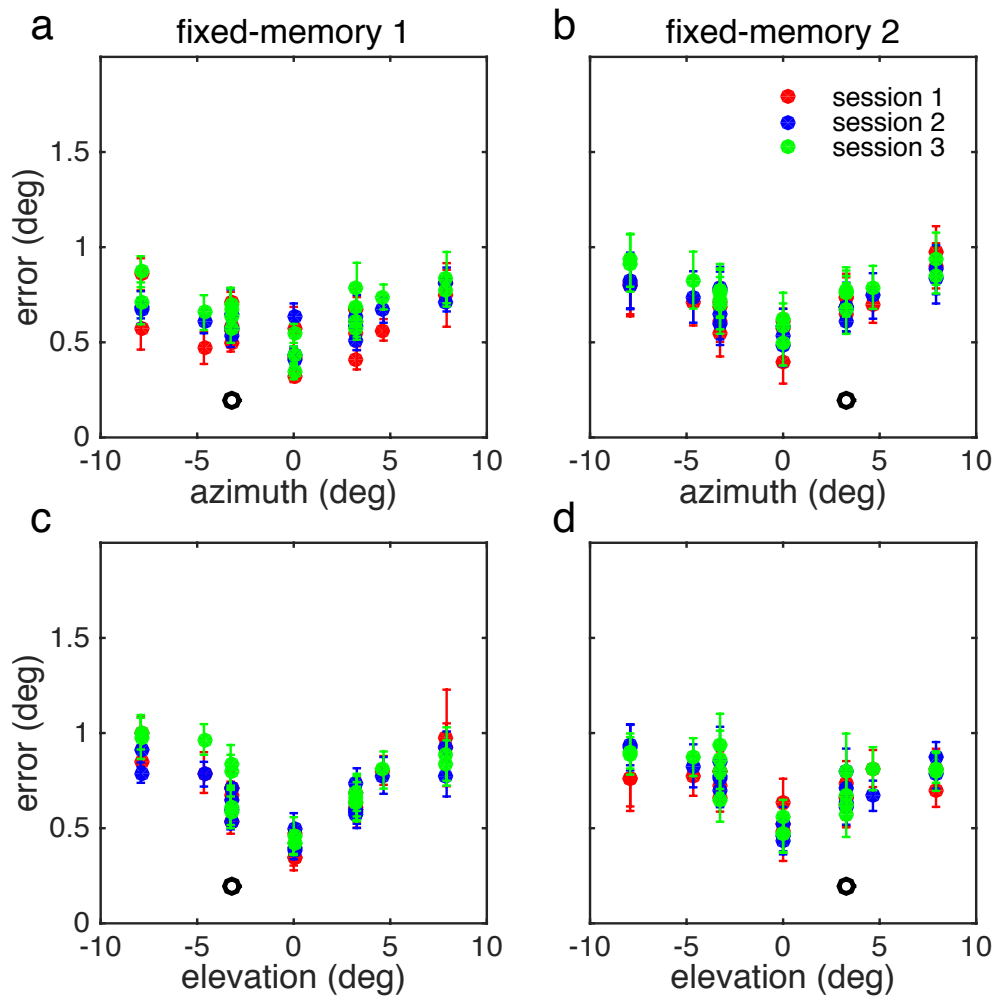 a
fixed-memory 1
b
fixed-memory 2
error (deg)
1.5
1
0.5
0
-10 -5 0 5 10
azimuth (deg)
session 1
session 2
session 3
-10 -5 0 5 10
azimuth (deg)
c
d
error (deg)
1.5
1
0.5
0
-10 -5 0 5 10
elevation (deg)
-10 -5 0 5 10
elevation (deg)